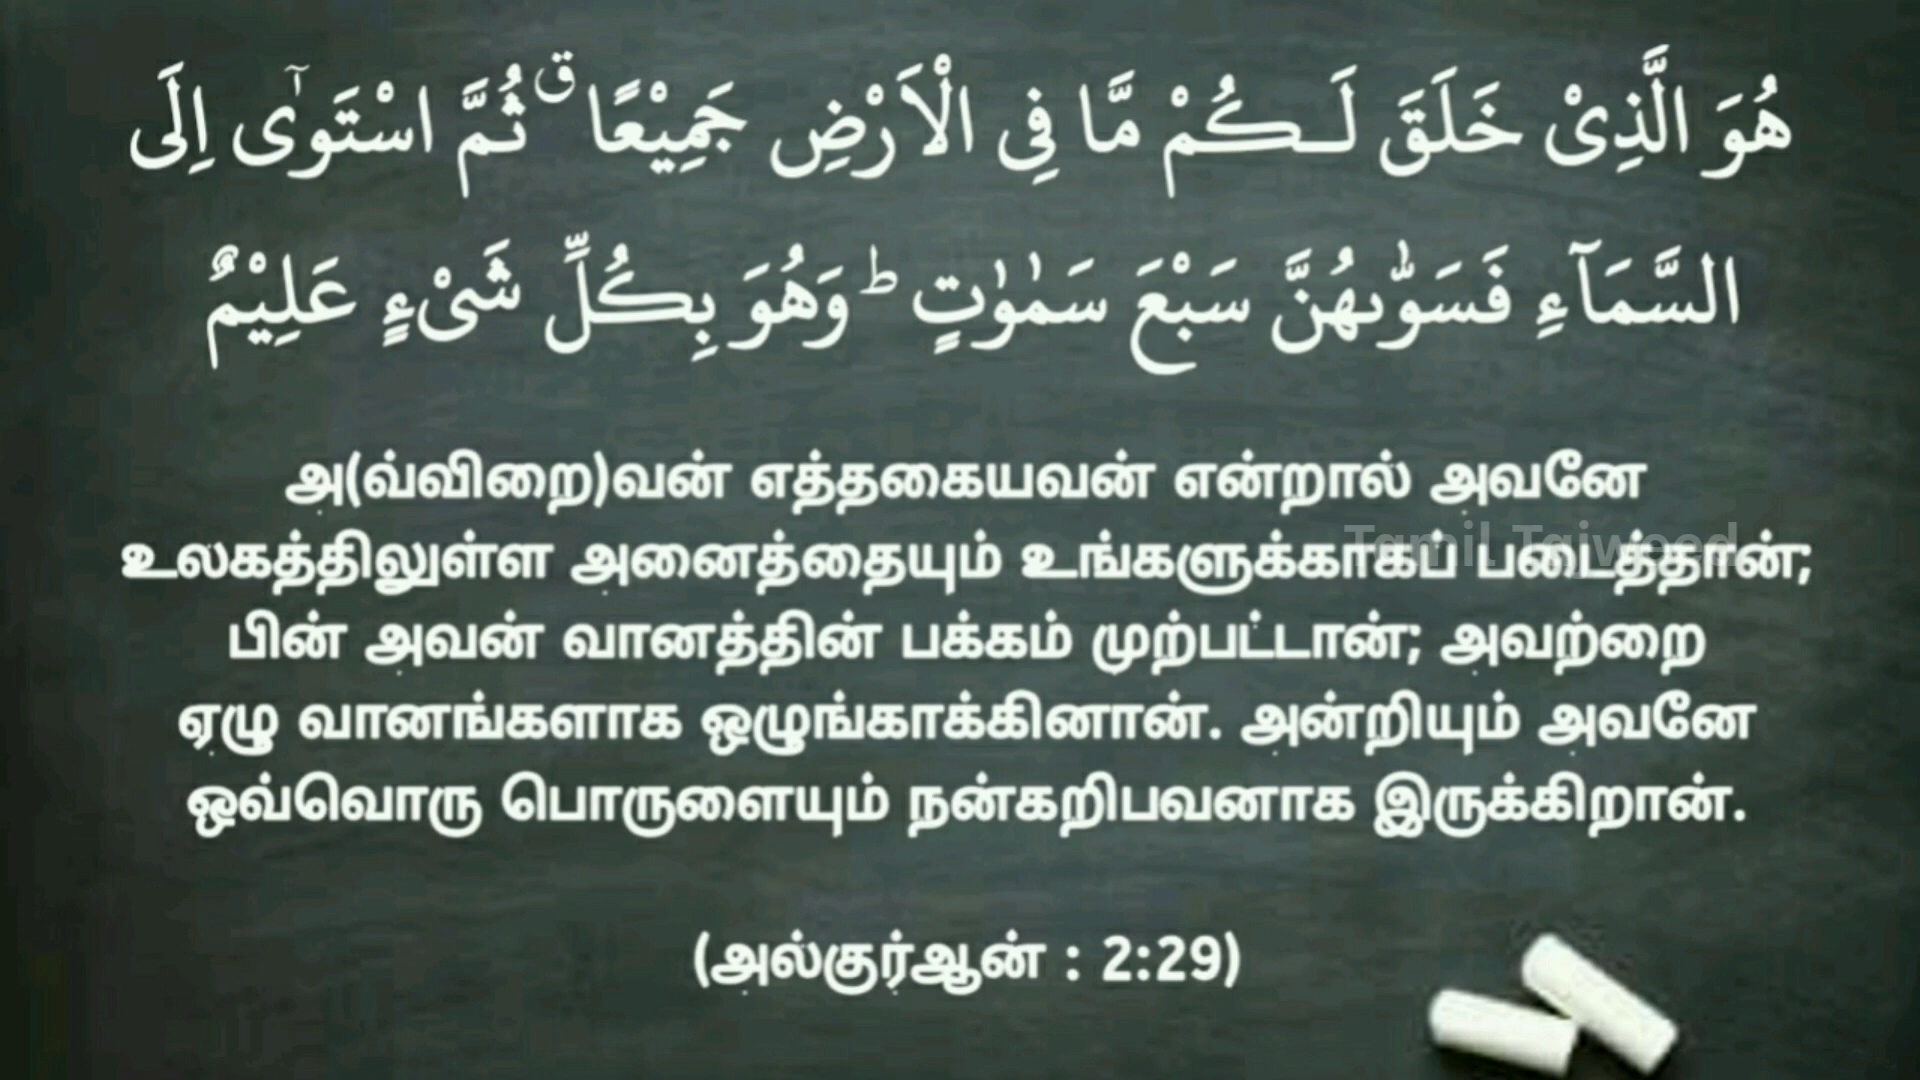 هُوَ الَّذِىْ خَلَقَ لَـكُمْ مَّا فِى الْاَرْضِ جَمِيْعًا ق ثُمَّ اسْتَوٰٓى اِلَى
السَّمَآءِ فَسَوّٰٮهُنَّ سَبْعَ سَمٰوٰتٍ‌ؕ وَهُوَ بِكُلِّ شَىْءٍ عَلِيْمٌ
அ(வ்விறை)வன் எத்தகையவன் என்றால் அவனே
உலகத்திலுள்ள அனைத்தையும் உங்களுக்காகப் படைத்தான்;
Tamil Tajweed
பின் அவன் வானத்தின் பக்கம் முற்பட்டான்; அவற்றை
ஏழு வானங்களாக ஒழுங்காக்கினான். அன்றியும் அவனே
ஒவ்வொரு பொருளையும் நன்கறிபவனாக இருக்கிறான்.
(அல்குர்ஆன் : 2:29)